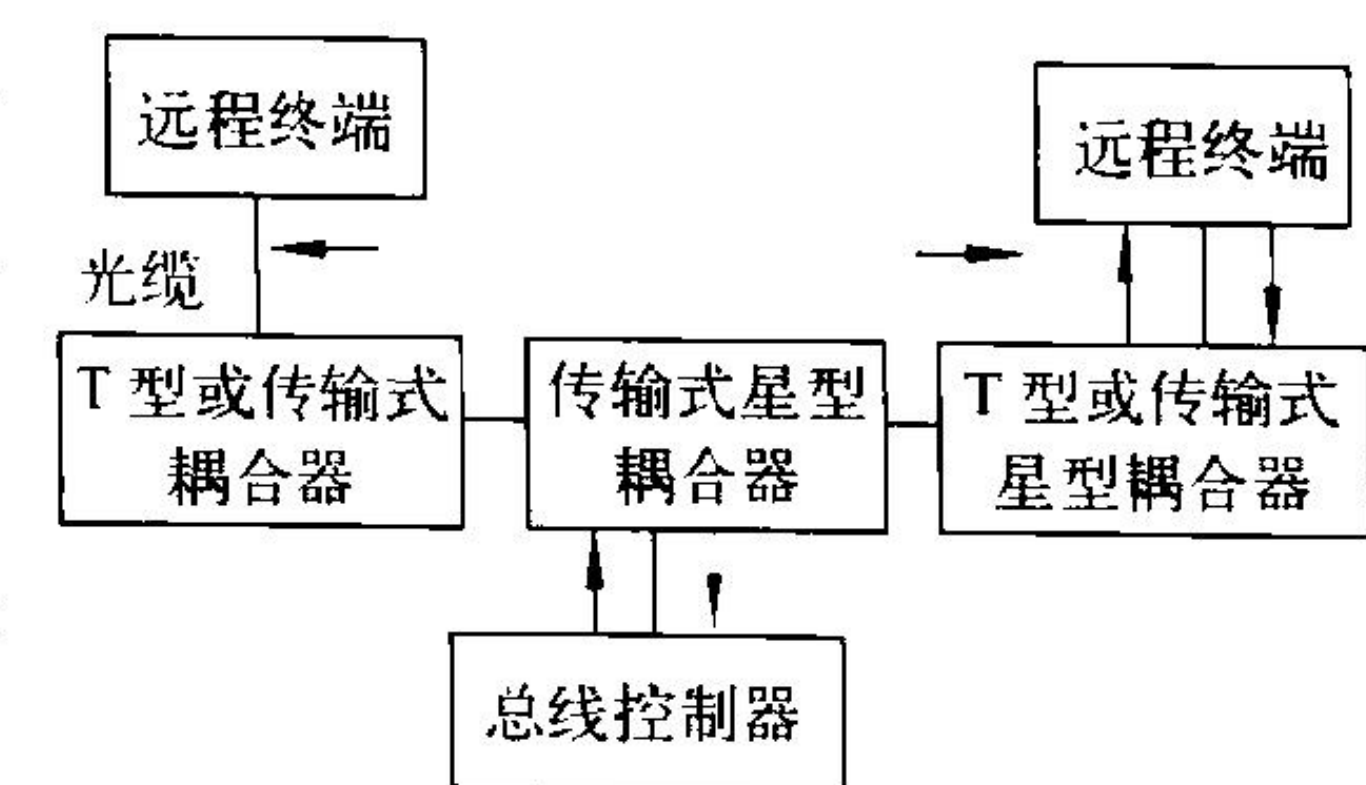 远程终端
远程终端
光缆
T 型或传输式
耦合器
传输式星型
耦合器
T 型或传输式
星型耦合器
总线控制器